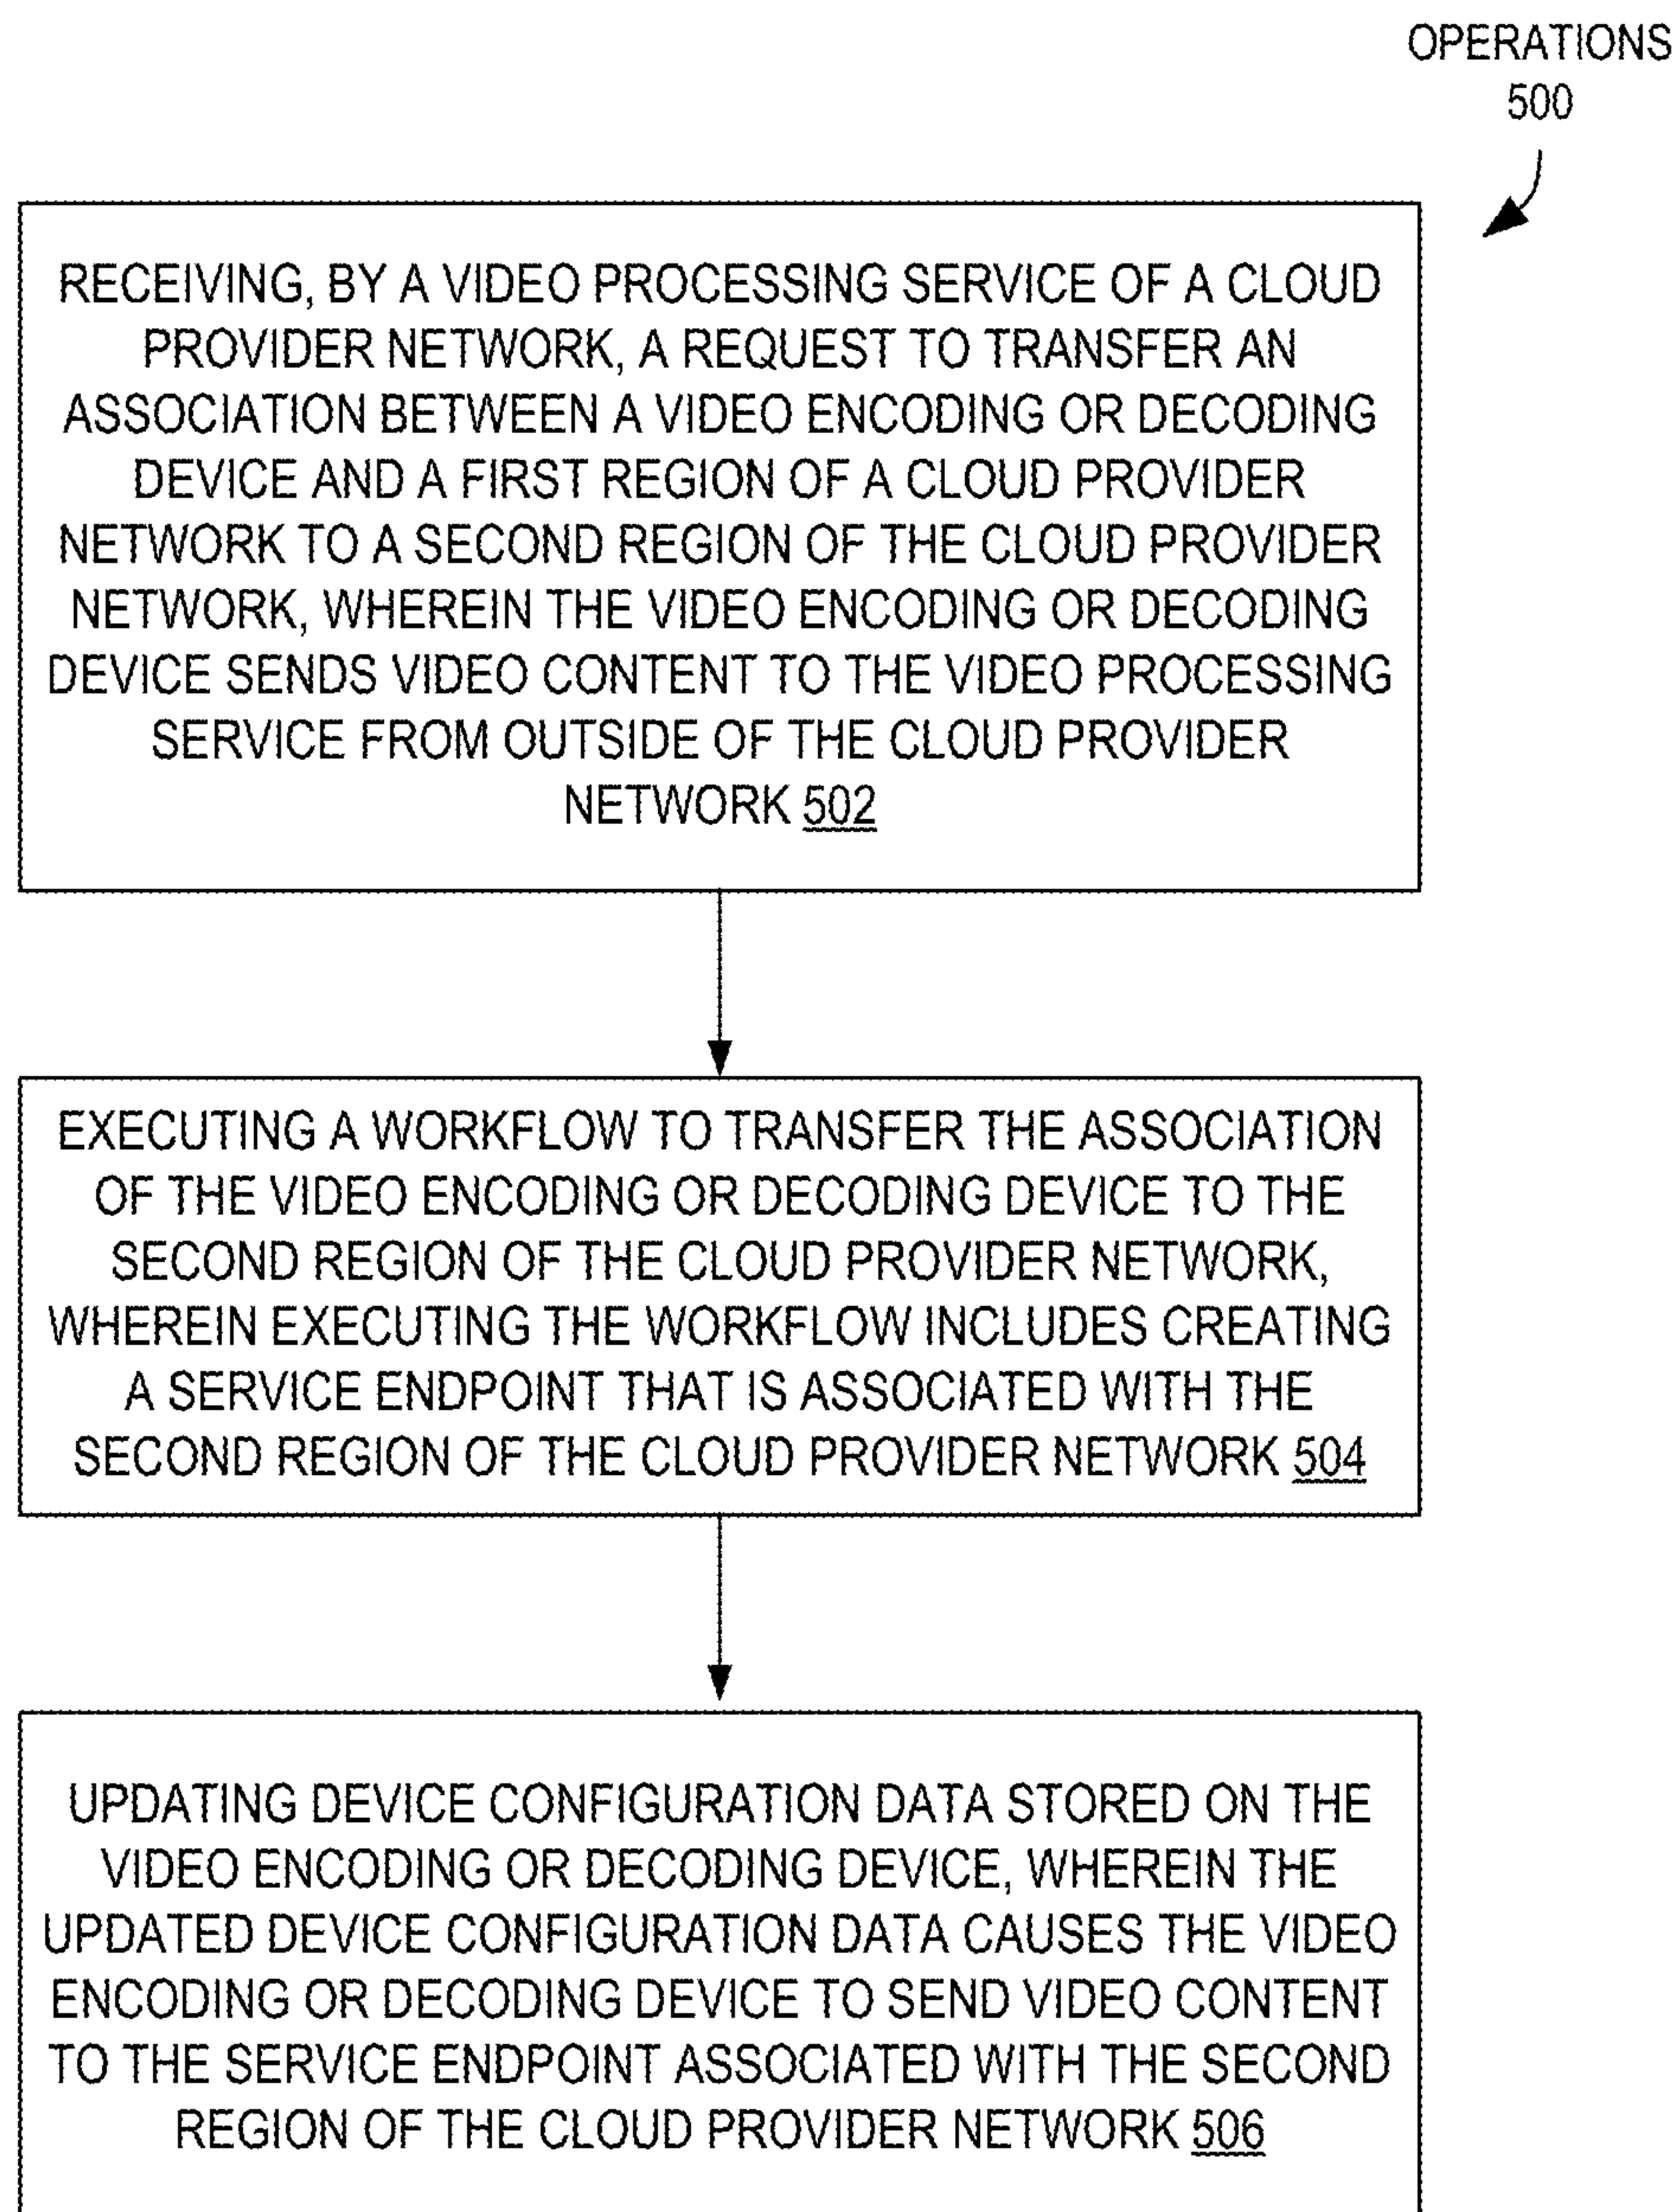 OPERATIONS
500
RECEIVING, BY A VIDEO PROCESSING SERVICE OF A CLOUD
PROVIDER NETWORK, A REQUEST TO TRANSFER AN
ASSOCIATION BETWEEN A VIDEO ENCODING OR DECODING
DEVICE AND A FIRST REGION OF A CLOUD PROVIDER
NETWORK TO A SECOND REGION OF THE CLOUD PROVIDER
NETWORK, WHEREIN THE VIDEO ENCODING OR DECODING
DEVICE SENDS VIDEO CONTENT TO THE VIDEO PROCESSING
SERVICE FROM OUTSIDE OF THE CLOUD PROVIDER
NETWORK 502
EXECUTING A WORKFLOW TO TRANSFER THE ASSOCIATION
OF THE VIDEO ENCODING OR DECODING DEVICE TO THE
SECOND REGION OF THE CLOUD PROVIDER NETWORK,
WHEREIN EXECUTING THE WORKFLOW INCLUDES CREATING
A SERVICE ENDPOINT THAT IS ASSOCIATED WITH THE
SECOND REGION OF THE CLOUD PROVIDER NETWORK 504
UPDATING DEVICE CONFIGURATION DATA STORED ON THE
VIDEO ENCODING OR DECODING DEVICE, WHEREIN THE
UPDATED DEVICE CONFIGURATION DATA CAUSES THE VIDEO
ENCODING OR DECODING DEVICE TO SEND VIDEO CONTENT
TO THE SERVICE ENDPOINT ASSOCIATED WITH THE SECOND
REGION OF THE CLOUD PROVIDER NETWORK 506